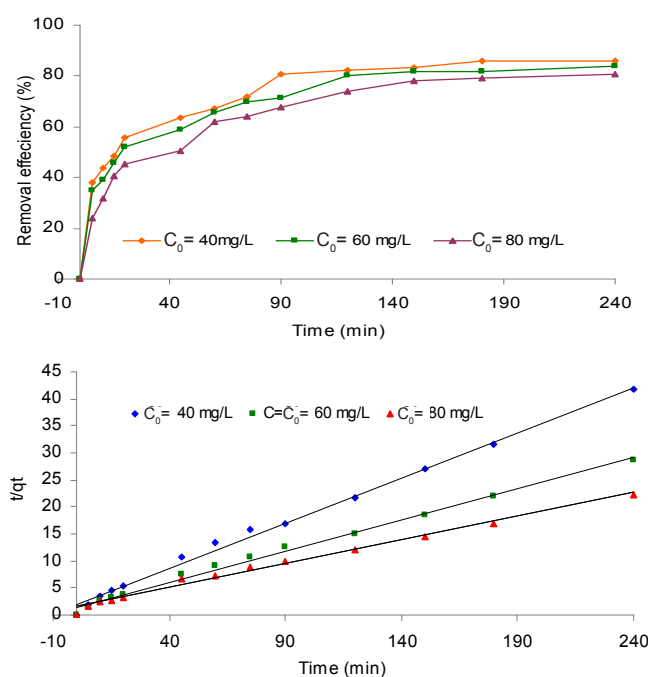 100
80
60
40
20
0
Removal effeciency (%)
C0= 40mg/L C0= 60 mg/L C0= 80 mg/L
-10 40 90 140 190 240
Time (min)
45
40
35
30
25
20
15
10
5
0
t/qt
C0= 40 mg/L C=C0= 60 mg/L C0= 80 mg/L
-10 40 90 140 190 240
Time (min)